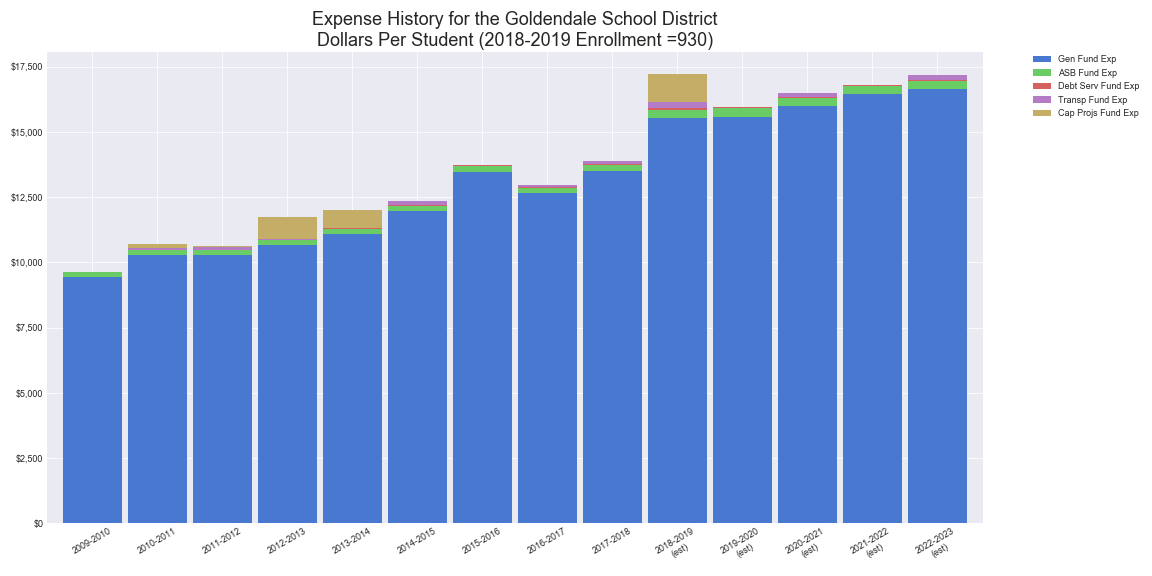 Expense History for the Goldendale School District
Dollars Per Student (2018-2019 Enrollment =930)
$17,500
$15,000
$12,500
$10,000
$7,500
$5,000
$2,500
$0
2009-2010
2010-2011
2011-2012
2012-2013
2013-2014
2014-2015
2015-2016
2016-2017
2017-2018
2018-2019
(est)
2019-2020
(est)
2020-2021
(est)
2021-2022
(est)
2022-2023
(est)
Gen Fund Exp
ASB Fund Exp
Debt Serv Fund Exp
Transp Fund Exp
Cap Projs Fund Exp